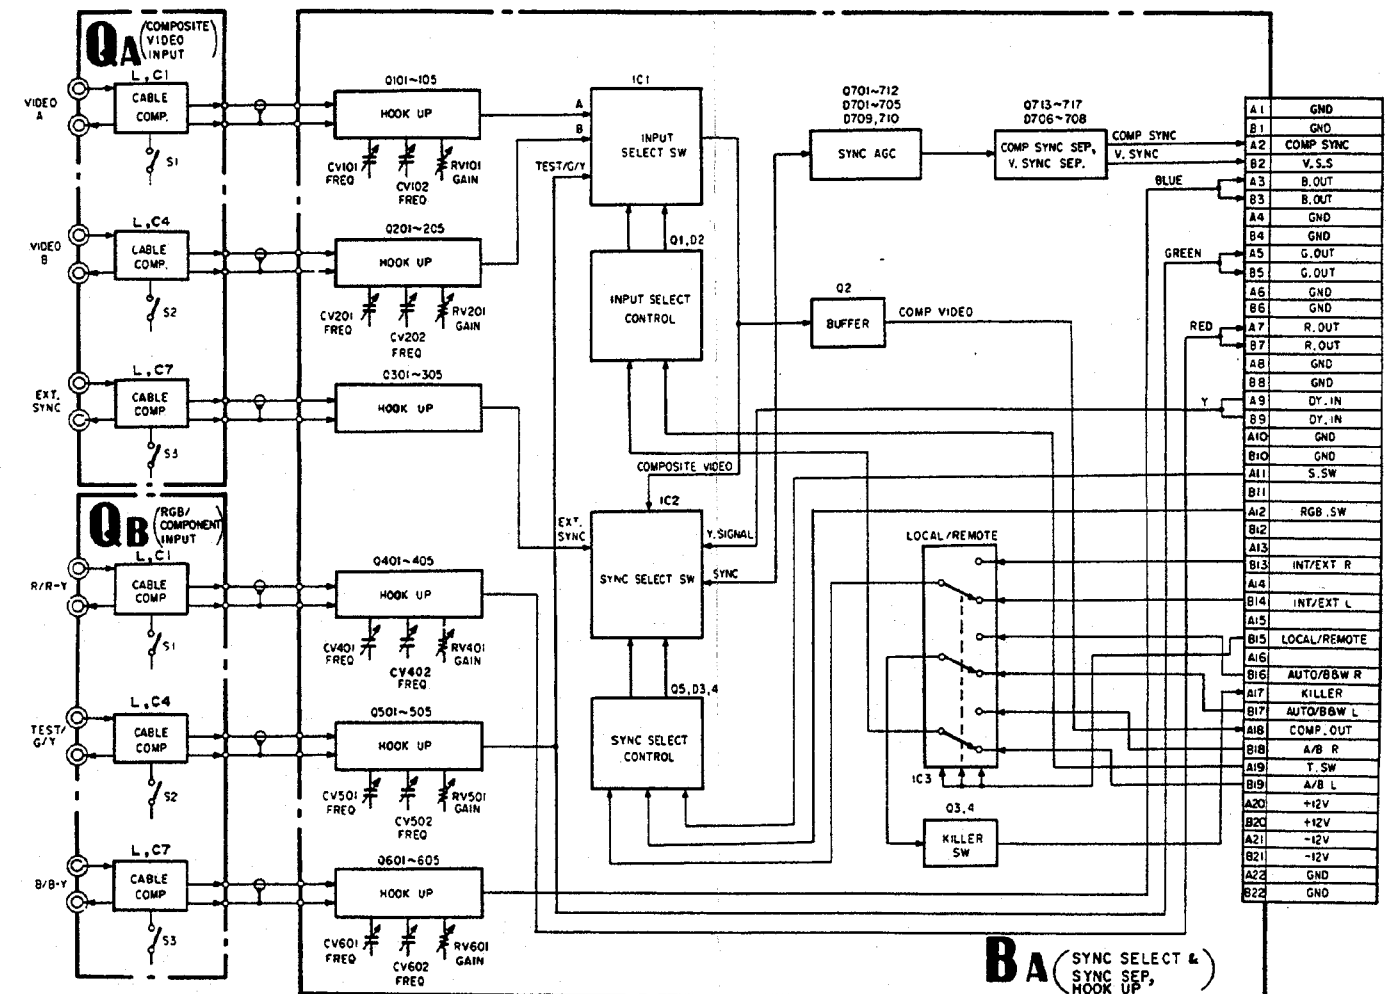 QA (COMPOSITE VIDEO INPUT)
L, C1
CABLE COMP.
VIDEO A
S1
L, C4
CABLE COMP.
VIDEO B
S2
L, C7
CABLE COMP
EXT. SYNC
S3
QB (RGB/ COMPONENT INPUT)
L, C1
CABLE COMP
R/R-Y
S1
L, C4
CABLE COMP
TEST/ G/Y
S2
L, C7
CABLE COMP
B/B-Y
S3
Q101~105
HOOK UP
CV101 FREQ
CV102 FREQ
RV101 GAIN
Q201~205
HOOK UP
CV201 FREQ
CV202 FREQ
RV201 GAIN
Q301~305
HOOK UP
Q401~405
HOOK UP
CV401 FREQ
CV402 FREQ
RV401 GAIN
Q501~505
HOOK UP
CV501 FREQ
CV502 FREQ
RV501 GAIN
Q601~605
HOOK UP
CV601 FREQ
CV602 FREQ
RV601 GAIN
A
B
TEST/G/Y
IC1
INPUT SELECT SW
Q1, D2
INPUT SELECT CONTROL
COMPOSITE VIDEO
IC2
EXT. SYNC
SYNC SELECT SW
Y.SIGNAL
SYNC
Q5, D3, 4
SYNC SELECT CONTROL
Q701~712
D701~705
D709, 710
SYNC AGC
Q713~717
D706~708
COMP SYNC SEP, V. SYNC SEP.
COMP SYNC
V. SYNC
BLUE
GREEN
RED
Y
Q2
BUFFER
COMP VIDEO
LOCAL/REMOTE
IC3
Q3, 4
KILLER SW
A1 GND
B1 GND
A2 COMP SYNC
B2 V.S.S
A3 B.OUT
B3 B.OUT
A4 GND
B4 GND
A5 G.OUT
B5 G.OUT
A6 GND
B6 GND
A7 R.OUT
B7 R.OUT
A8 GND
B8 GND
A9 DY.IN
B9 DY.IN
A10 GND
B10 GND
A11 S.SW
B11
A12 RGB.SW
B12
A13
B13 INT/EXT R
A14
B14 INT/EXT L
A15
B15 LOCAL/REMOTE
A16
B16 AUTO/B&W R
A17 KILLER
B17 AUTO/B&W L
A18 COMP.OUT
B18 A/B R
A19 T.SW
B19 A/B L
A20 +12V
B20 +12V
A21 -12V
B21 -12V
A22 GND
B22 GND
BA (SYNC SELECT & SYNC SEP, HOOK UP)